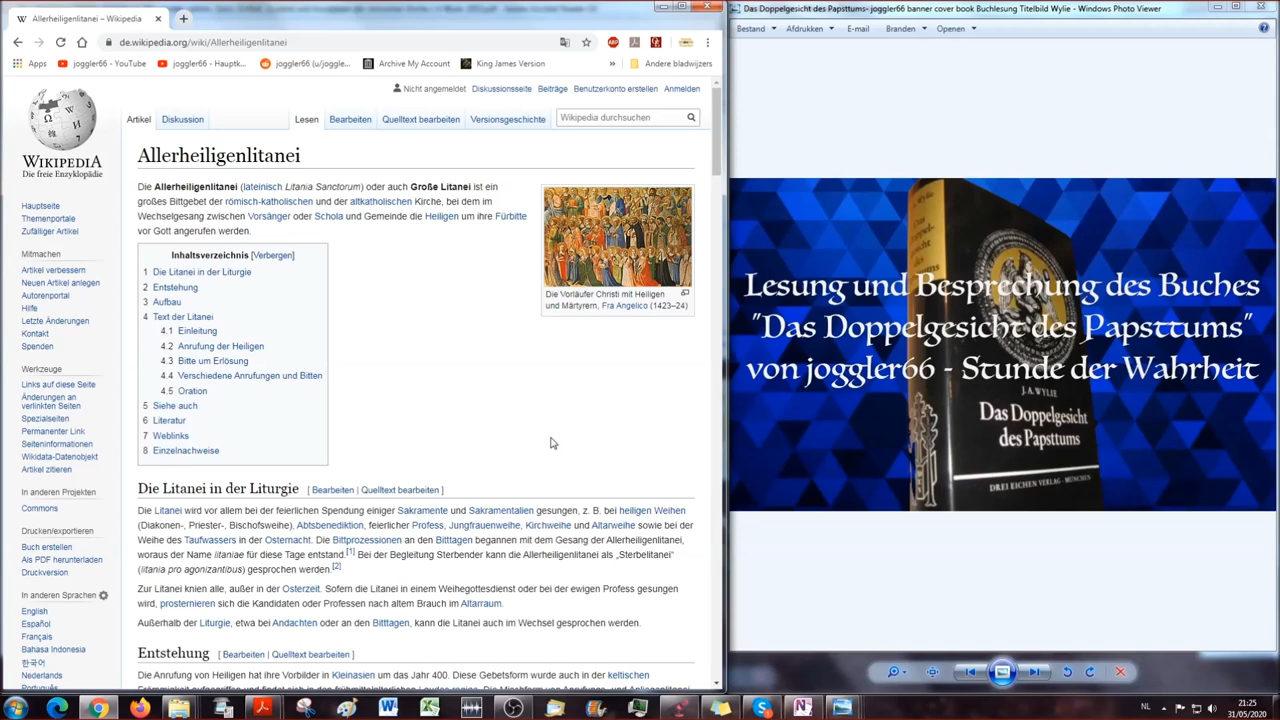 Allerheiligenlitanei – Wikipedia
de.wikipedia.org/wiki/Allerheiligenlitanei
Apps
joggler66 - YouTube
joggler66 - Hauptk...
joggler66 (u/joggle...
Archive My Account
King James Version
»
Andere bladwijzers
Nicht angemeldet Diskussionsseite Beiträge Benutzerkonto erstellen Anmelden
Artikel Diskussion Lesen Bearbeiten Quelltext bearbeiten Versionsgeschichte
Wikipedia durchsuchen
WIKIPEDIA
Die freie Enzyklopädie
Hauptseite
Themenportale
Zufälliger Artikel
Mitmachen
Artikel verbessern
Neuen Artikel anlegen
Autorenportal
Hilfe
Letzte Änderungen
Kontakt
Spenden
Werkzeuge
Links auf diese Seite
Änderungen an
verlinkten Seiten
Spezialseiten
Permanenter Link
Seiteninformationen
Wikidata-Datenobjekt
Artikel zitieren
In anderen Projekten
Commons
Drucken/exportieren
Buch erstellen
Als PDF herunterladen
Druckversion
In anderen Sprachen
English
Español
Français
Bahasa Indonesia
한국어
Nederlands
Português
Allerheiligenlitanei
Die Allerheiligenlitanei (lateinisch Litania Sanctorum) oder auch Große Litanei ist ein
großes Bittgebet der römisch-katholischen und der altkatholischen Kirche, bei dem im
Wechselgesang zwischen Vorsänger oder Schola und Gemeinde die Heiligen um ihre Fürbitte
vor Gott angerufen werden.
Die Vorläufer Christi mit Heiligen
und Märtyrern, Fra Angelico (1423–24)
Inhaltsverzeichnis [Verbergen]
1 Die Litanei in der Liturgie
2 Entstehung
3 Aufbau
4 Text der Litanei
4.1 Einleitung
4.2 Anrufung der Heiligen
4.3 Bitte um Erlösung
4.4 Verschiedene Anrufungen und Bitten
4.5 Oration
5 Siehe auch
6 Literatur
7 Weblinks
8 Einzelnachweise
Die Litanei in der Liturgie [ Bearbeiten | Quelltext bearbeiten ]
Die Litanei wird vor allem bei der feierlichen Spendung einiger Sakramente und Sakramentalien gesungen, z. B. bei heiligen Weihen
(Diakonen-, Priester-, Bischofsweihe), Abtsbenediktion, feierlicher Profess, Jungfrauenweihe, Kirchweihe und Altarweihe sowie bei der
Weihe des Taufwassers in der Osternacht. Die Bittprozessionen an den Bitttagen begannen mit dem Gesang der Allerheiligenlitanei,
woraus der Name litaniae für diese Tage entstand.[1] Bei der Begleitung Sterbender kann die Allerheiligenlitanei als „Sterbelitanei“
(litania pro agonizantibus) gesprochen werden.[2]
Zur Litanei knien alle, außer in der Osterzeit. Sofern die Litanei in einem Weihegottesdienst oder bei der ewigen Profess gesungen
wird, prosternieren sich die Kandidaten oder Professen nach altem Brauch im Altarraum.
Außerhalb der Liturgie, etwa bei Andachten oder an den Bitttagen, kann die Litanei auch im Wechsel gesprochen werden.
Entstehung [ Bearbeiten | Quelltext bearbeiten ]
Die Anrufung von Heiligen hat ihre Vorbilder in Kleinasien um das Jahr 400. Diese Gebetsform wurde auch in der keltischen
Das Doppelgesicht des Papsttums- joggler66 banner cover book Buchlesung Titelbild Wylie - Windows Photo Viewer
Bestand Afdrukken E-mail Branden Openen
Lesung und Besprechung des Buches
"Das Doppelgesicht des Papsttums"
von joggler66 - Stunde der Wahrheit
J.A.WYLIE
Das Doppelgesicht
des Papsttums
DREI EICHEN VERLAG · MÜNCHEN
NL
21:25
31/05/2020